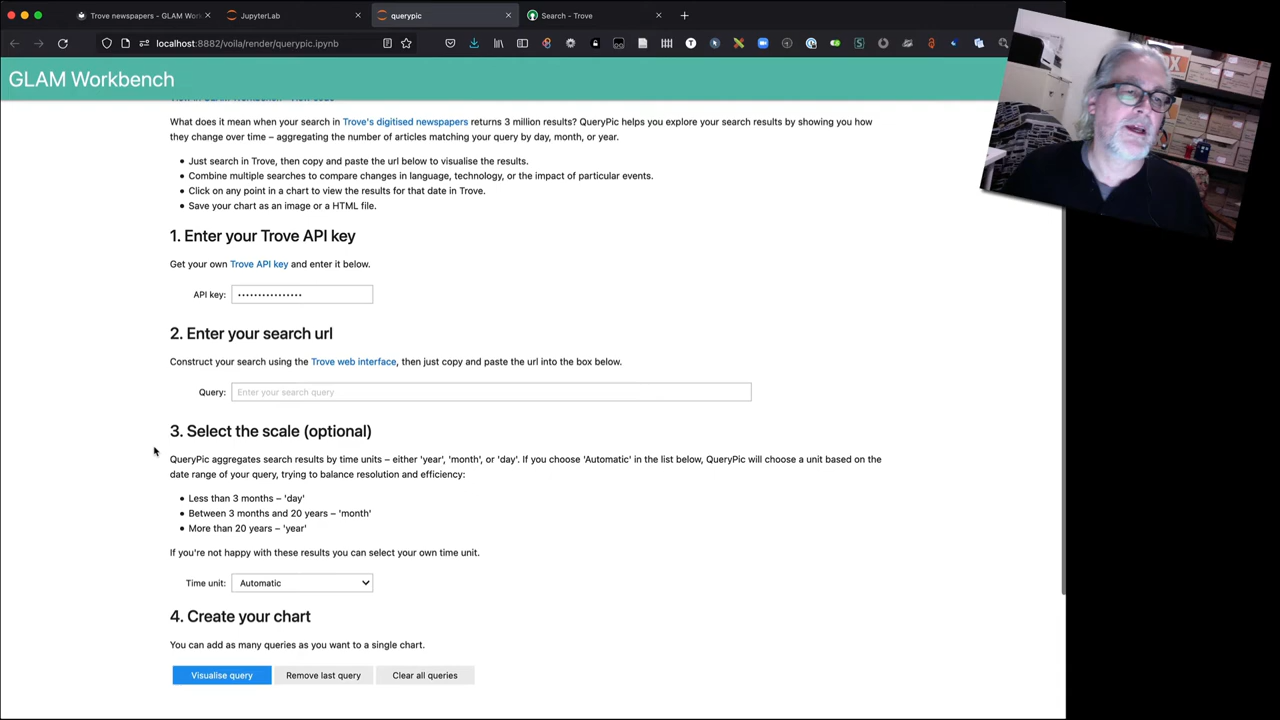 Trove newspapers - GLAM Wor
JupyterLab
querypic
Search - Trove
localhost:8882/voila/render/querypic.ipynb
GLAM Workbench
What does it mean when your search in Trove's digitised newspapers returns 3 million results? QueryPic helps you explore your search results by showing you how
they change over time – aggregating the number of articles matching your query by day, month, or year.
• Just search in Trove, then copy and paste the url below to visualise the results.
• Combine multiple searches to compare changes in language, technology, or the impact of particular events.
• Click on any point in a chart to view the results for that date in Trove.
• Save your chart as an image or a HTML file.
1. Enter your Trove API key
Get your own Trove API key and enter it below.
API key: ••••••••••••••••
2. Enter your search url
Construct your search using the Trove web interface, then just copy and paste the url into the box below.
Query: Enter your search query
3. Select the scale (optional)
QueryPic aggregates search results by time units – either 'year', 'month', or 'day'. If you choose 'Automatic' in the list below, QueryPic will choose a unit based on the
date range of your query, trying to balance resolution and efficiency:
• Less than 3 months – 'day'
• Between 3 months and 20 years – 'month'
• More than 20 years – 'year'
If you're not happy with these results you can select your own time unit.
Time unit: Automatic
4. Create your chart
You can add as many queries as you want to a single chart.
Visualise query Remove last query Clear all queries